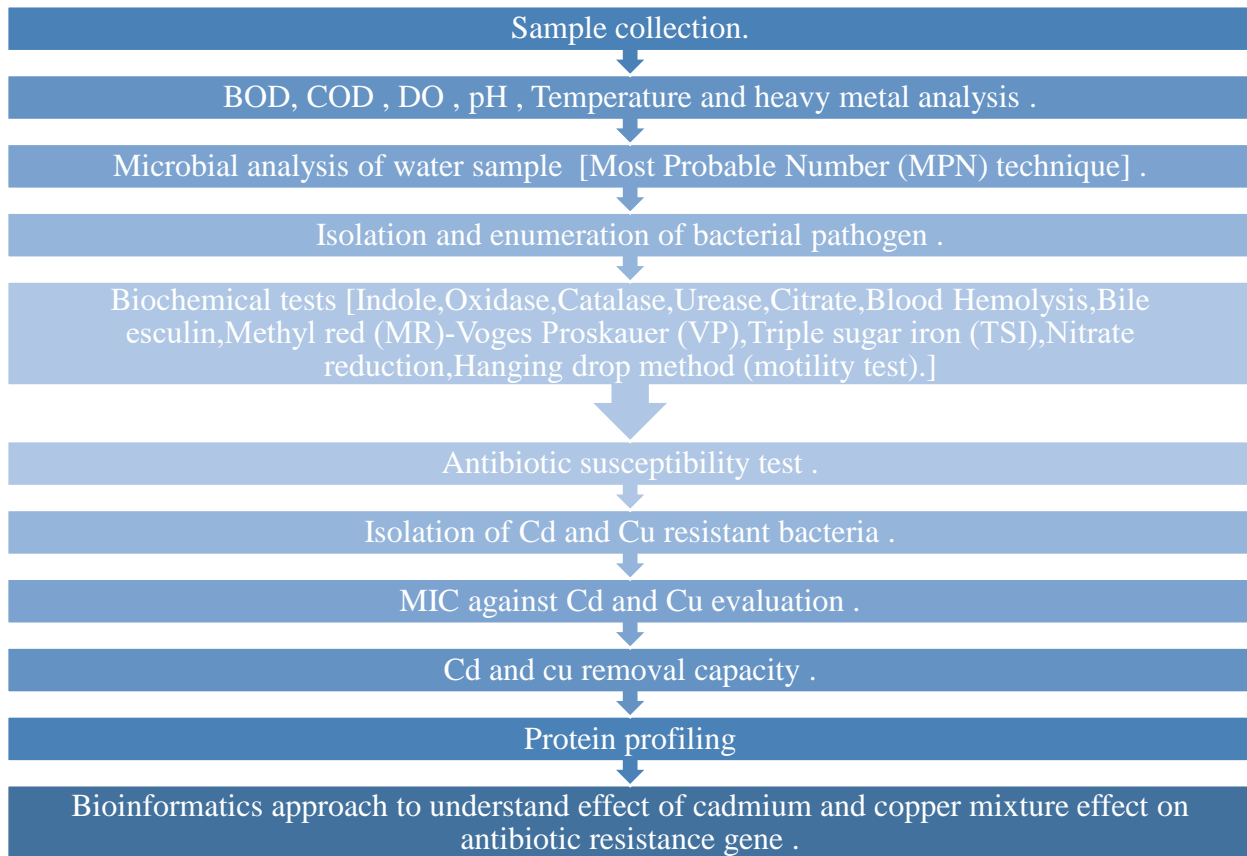 Sample collection.
BOD, COD , DO , pH , Temperature and heavy metal analysis .
Microbial analysis of water sample [Most Probable Number (MPN) technique] .
Isolation and enumeration of bacterial pathogen .
Biochemical tests [Indole,Oxidase,Catalase,Urease,Citrate,Blood Hemolysis,Bile
esculin,Methyl red (MR)-Voges Proskauer (VP),Triple sugar iron (TSI),Nitrate
reduction,Hanging drop method (motility test).]
Antibiotic susceptibility test .
Isolation of Cd and Cu resistant bacteria .
MIC against Cd and Cu evaluation .
Cd and cu removal capacity .
Protein profiling
Bioinformatics approach to understand effect of cadmium and copper mixture effect on
antibiotic resistance gene .